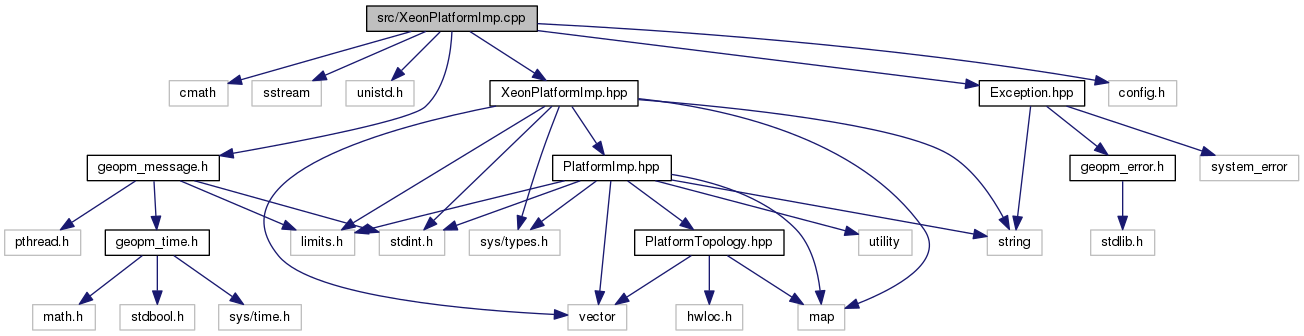 src/XeonPlatformImp.cpp
cmath
sstream
unistd.h
XeonPlatformImp.hpp
Exception.hpp
config.h
geopm_message.h
PlatformImp.hpp
geopm_error.h
system_error
pthread.h
geopm_time.h
limits.h
stdint.h
sys/types.h
PlatformTopology.hpp
utility
string
stdlib.h
math.h
stdbool.h
sys/time.h
vector
hwloc.h
map